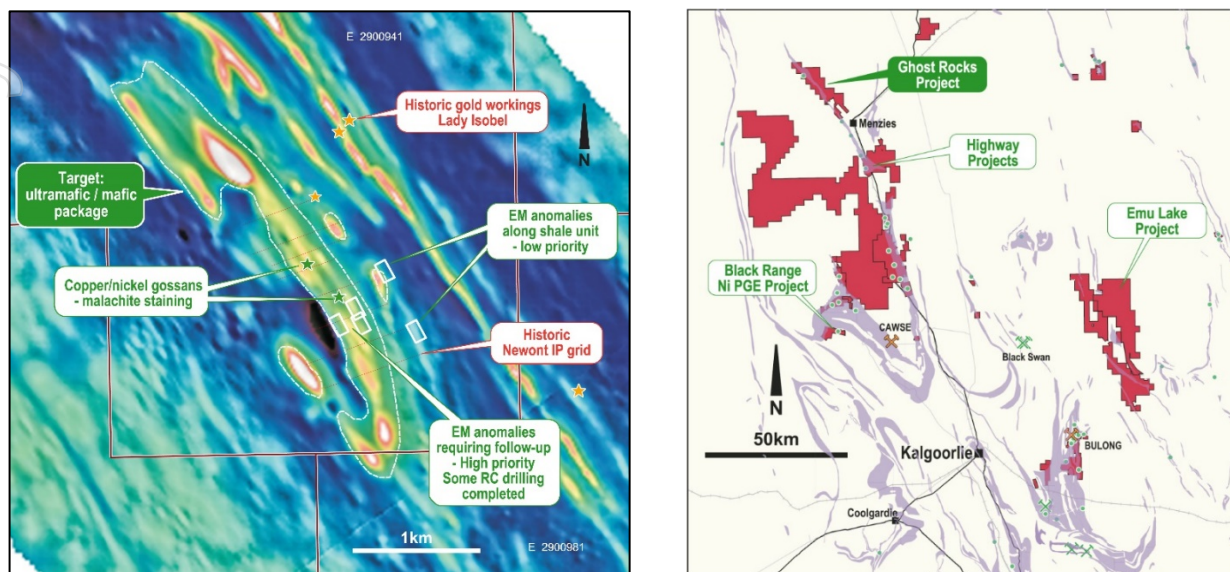 E 2900941
Historic gold workings
Lady Isobel
N
Target:
ultramafic / mafic
package
EM anomalies
along shale unit
- low priority
Copper/nickel gossans
- malachite staining
Historic
Newont IP grid
EM anomalies
requiring follow-up
- High priority
Some RC drilling
completed
1km
E 2900981
Ghost Rocks
Project
Menzies
Highway
Projects
Emu Lake
Project
Black Range
Ni PGE Project
CAWSE
Black Swan
N
50km
Kalgoorlie
BULONG
Coolgardie